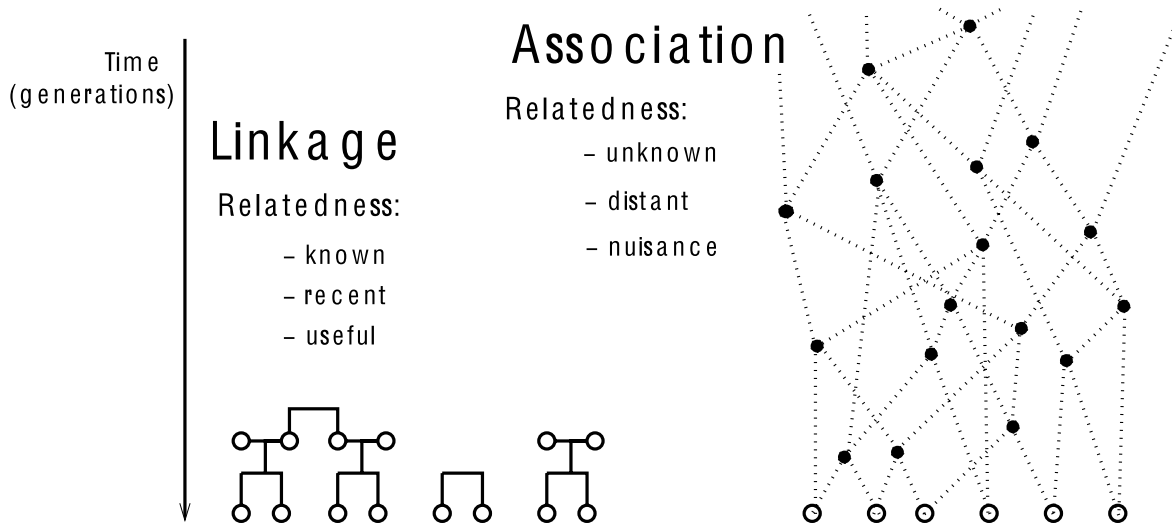 Time
(generations)
Linkage
Relatedness:
– known
– recent
– useful
Association
Relatedness:
– unknown
– distant
– nuisance